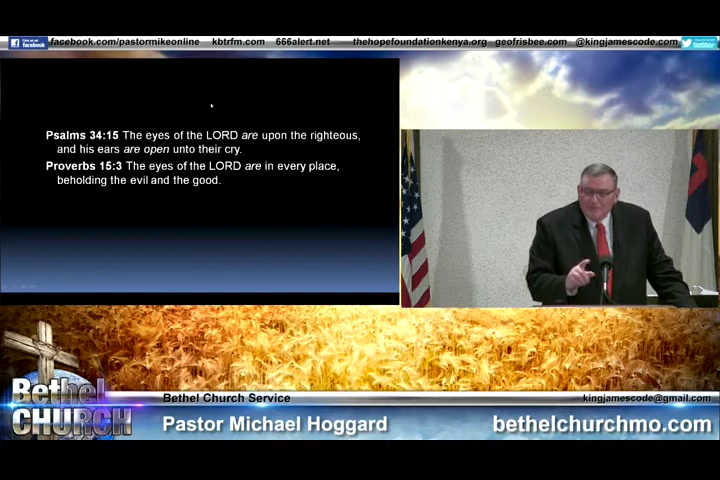 facebook.com/pastormikeonline kbtrfm.com 666alert.net thehopefoundationkenya.org geofrisbee.com @kingjamescode.com
Psalms 34:15 The eyes of the LORD are upon the righteous,
and his ears are open unto their cry.
Proverbs 15:3 The eyes of the LORD are in every place,
beholding the evil and the good.
Bethel
CHURCH
Bethel Church Service kingjamescode@gmail.com
Pastor Michael Hoggard bethelchurchmo.com